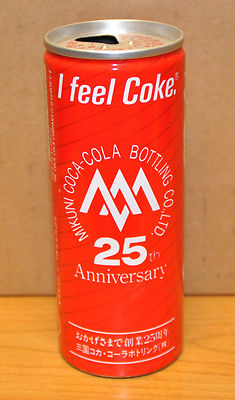 I feel Coke.®
MIKUNI COCA-COLA BOTTLING CO., LTD.
25th
Anniversary
おかげさまで創業25周年
三国コカ・コーラボトリング(株)